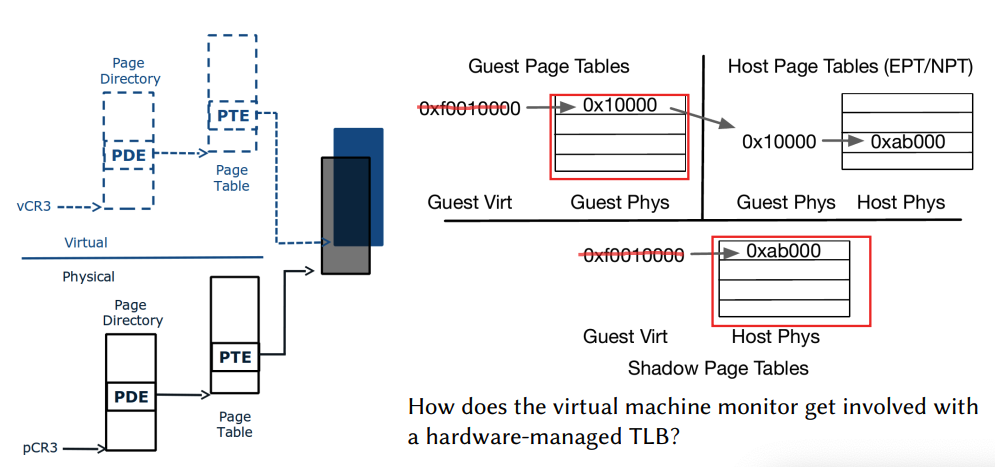 Page
Directory
PDE
PTE
Page
Table
vCR3
Virtual
Physical
Page
Directory
PDE
PTE
Page
Table
pCR3
Guest Page Tables
0xf0010000
0x10000
Guest Virt
Guest Phys
Host Page Tables (EPT/NPT)
0x10000
0xab000
Guest Phys
Host Phys
0xf0010000
0xab000
Guest Virt
Host Phys
Shadow Page Tables
How does the virtual machine monitor get involved with
a hardware-managed TLB?